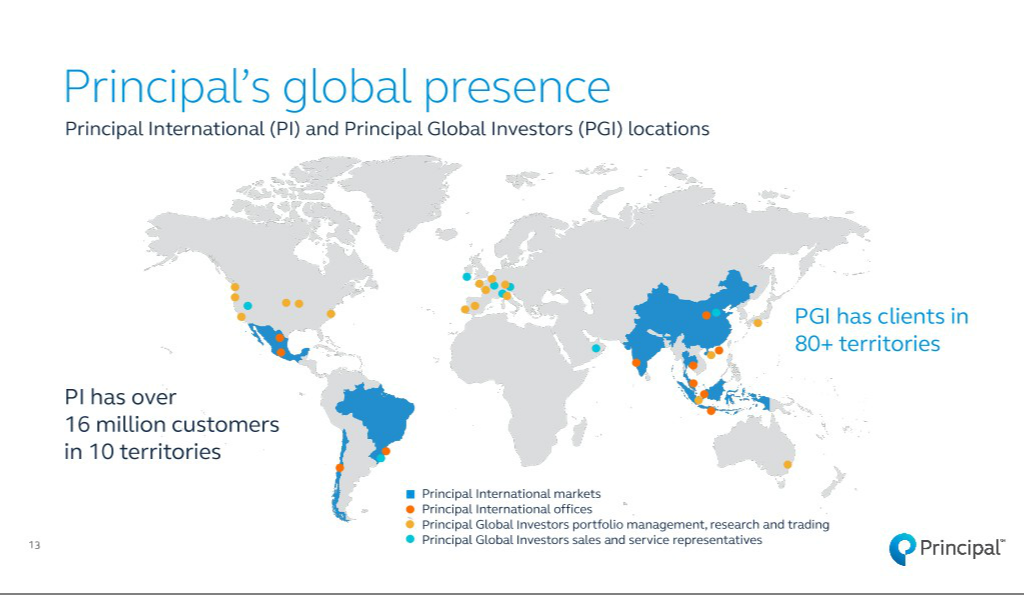 Principal's global presence
Principal International (PI) and Principal Global Investors (PGI) locations
PGI has clients in
80+ territories
PI has over
16 million customers
in 10 territories
Principal International markets
Principal International offices
Principal Global Investors portfolio management, research and trading
Principal Global Investors sales and service representatives
13
Principal℠